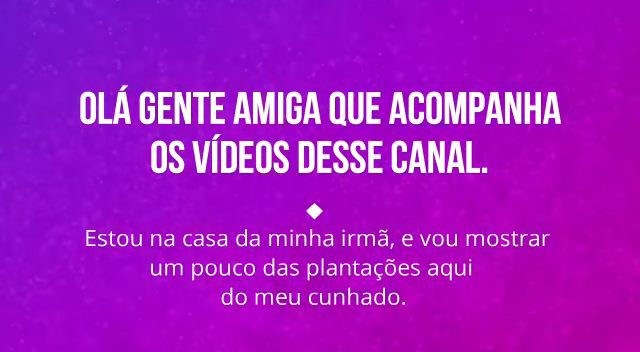 OLÁ GENTE AMIGA QUE ACOMPANHA
OS VÍDEOS DESSE CANAL.
Estou na casa da minha irmã, e vou mostrar
um pouco das plantações aqui
do meu cunhado.